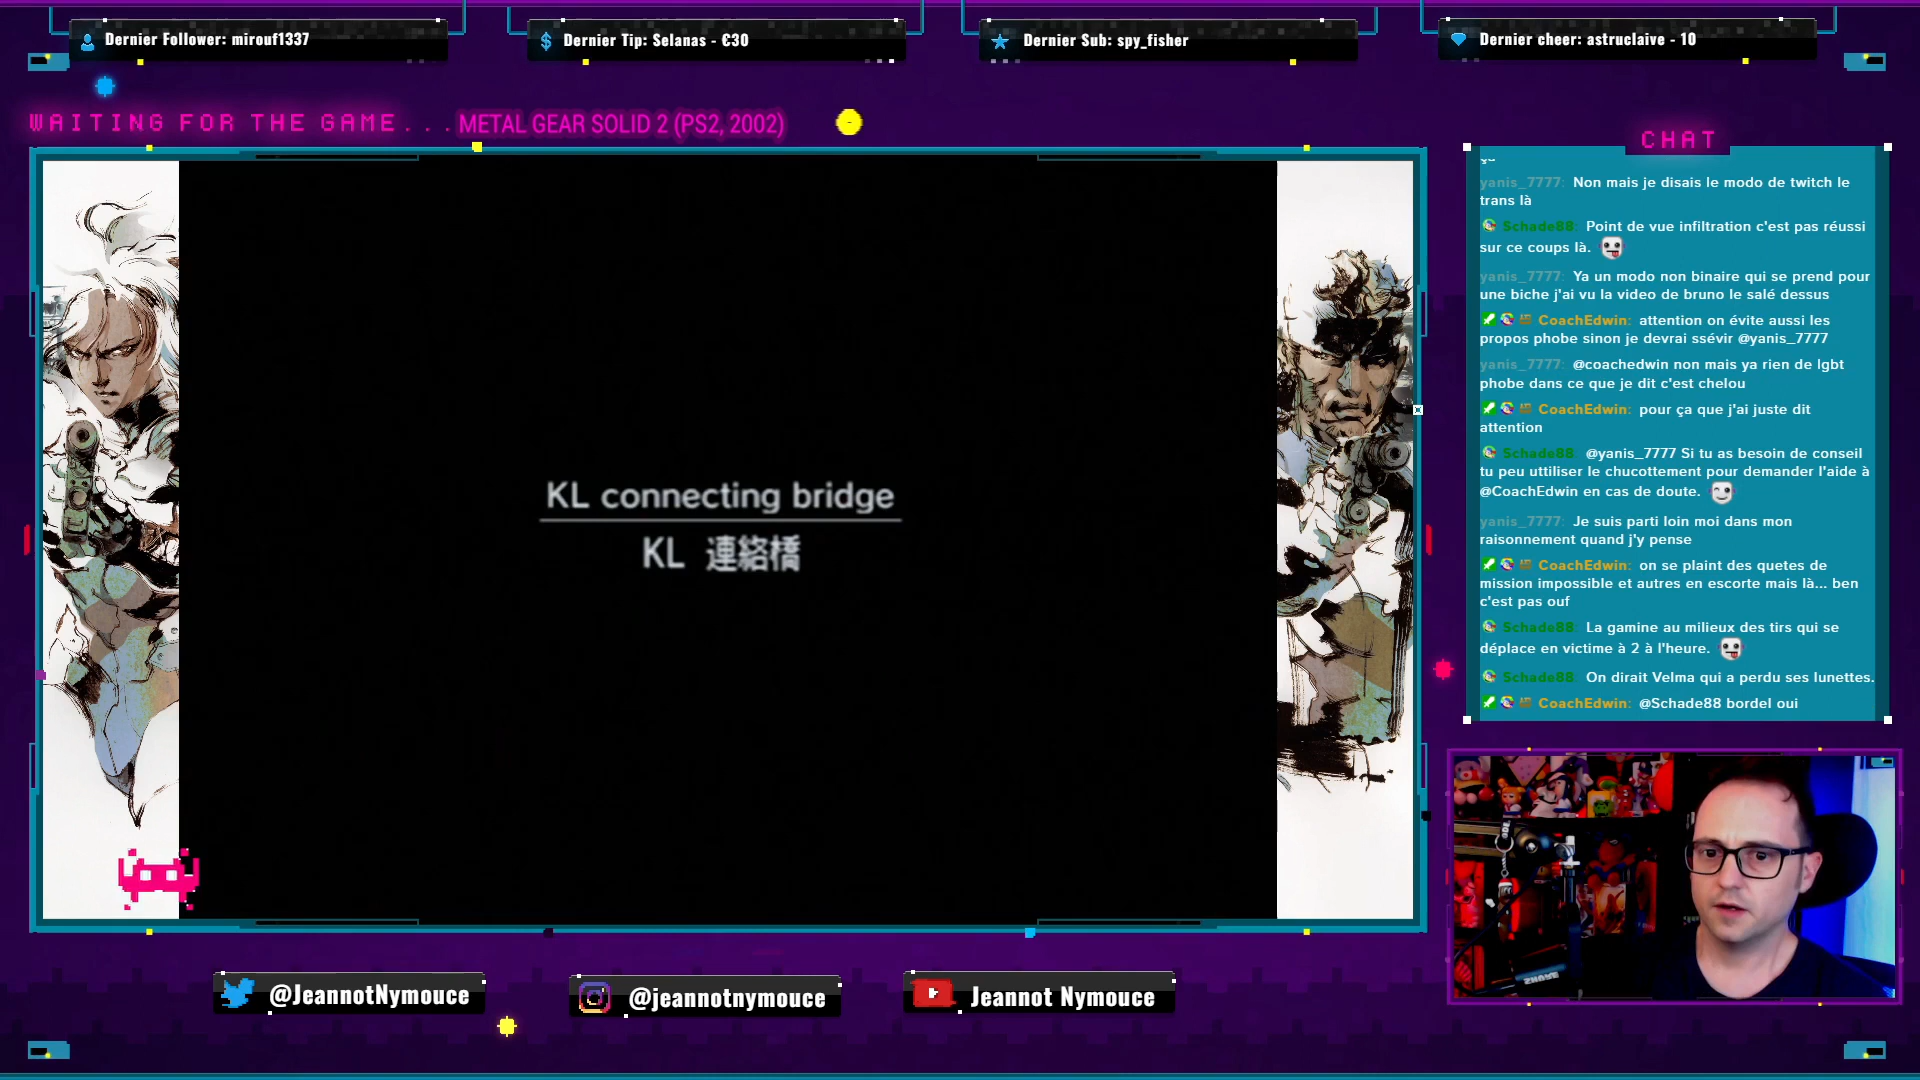 Dernier Follower: mirouf1337
Dernier Tip: Selanas - €30
Dernier Sub: spy_fisher
Dernier cheer: astruclaive - 10
WAITING FOR THE GAME... METAL GEAR SOLID 2 (PS2, 2002)
CHAT
yanis_7777: Non mais je disais le modo de twitch le
trans là
Schade88: Point de vue infiltration c'est pas réussi
sur ce coups là.
yanis_7777: Ya un modo non binaire qui se prend pour
une biche j'ai vu la video de bruno le salé dessus
CoachEdwin: attention on évite aussi les
propos phobe sinon je devrai ssévir @yanis_7777
yanis_7777: @coachedwin non mais ya rien de lgbt
phobe dans ce que je dit c'est chelou
CoachEdwin: pour ça que j'ai juste dit
attention
Schade88: @yanis_7777 Si tu as besoin de conseil
tu peu uttiliser le chucottement pour demander l'aide à
@CoachEdwin en cas de doute.
yanis_7777: Je suis parti loin moi dans mon
raisonnement quand j'y pense
CoachEdwin: on se plaint des quetes de
mission impossible et autres en escorte mais là... ben
c'est pas ouf
Schade88: La gamine au milieux des tirs qui se
déplace en victime à 2 à l'heure.
Schade88: On dirait Velma qui a perdu ses lunettes.
CoachEdwin: @Schade88 bordel oui
KL connecting bridge
KL 連絡橋
@JeannotNymouce
@jeannotnymouce
Jeannot Nymouce